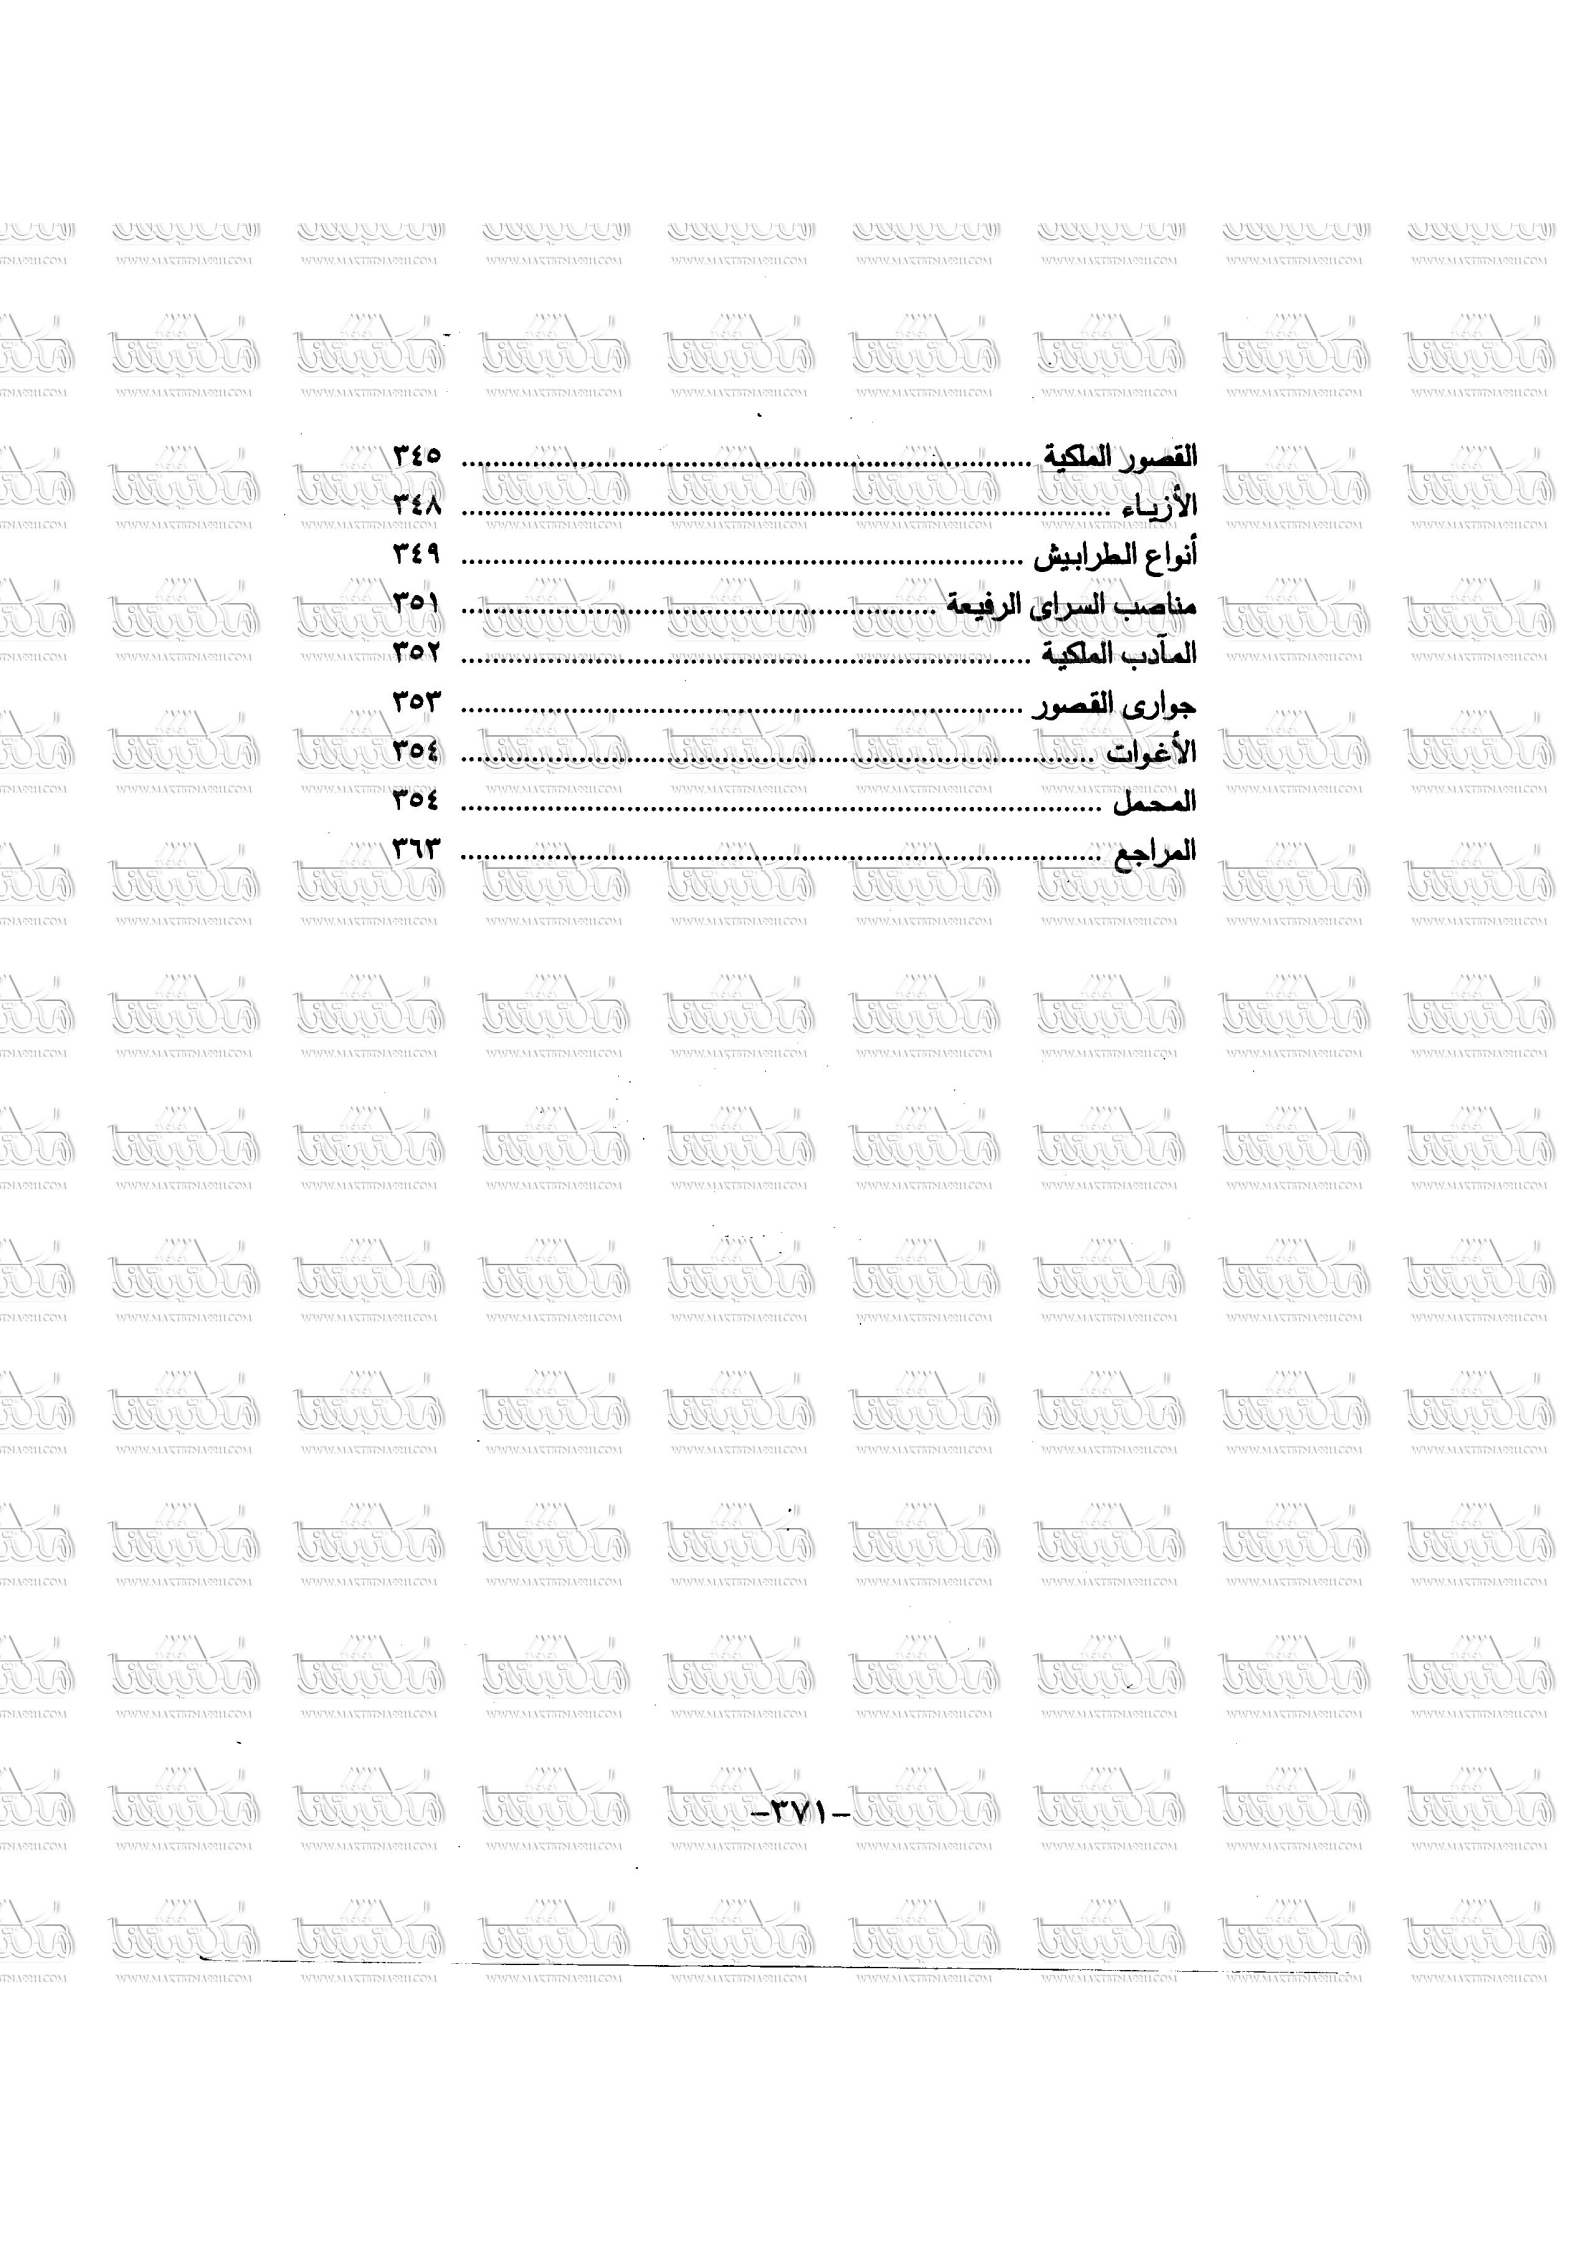 القصور الملكية ........................ ٣٤٥
الأزياء ........................ ٣٤٨
أنواع الطرابيش ........................ ٣٤٩
مناصب السراى الرفيعة ........................ ٣٥١
المآدب الملكية ........................ ٣٥٢
جوارى القصور ........................ ٣٥٣
الأغوات ........................ ٣٥٤
المحمل ........................ ٣٥٤
المراجع ........................ ٣٦٣
-٣٧١-